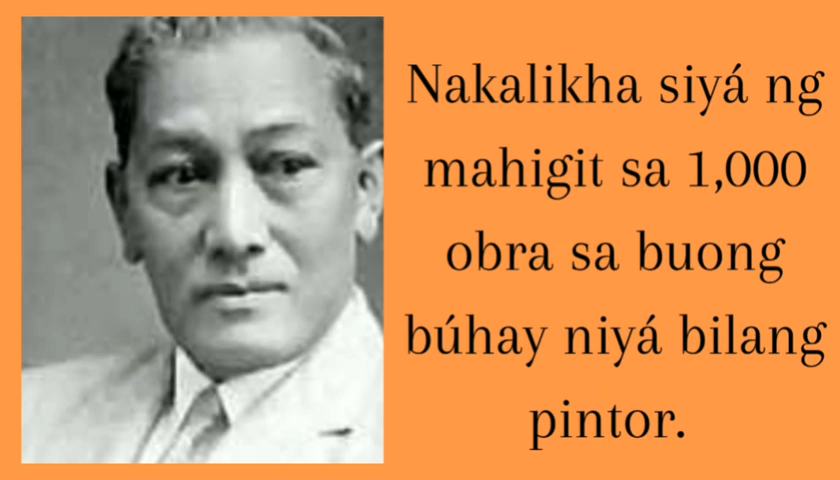 Nakalikha siyá ng
mahigit sa 1,000
obra sa buong
búhay niyá bilang
pintor.